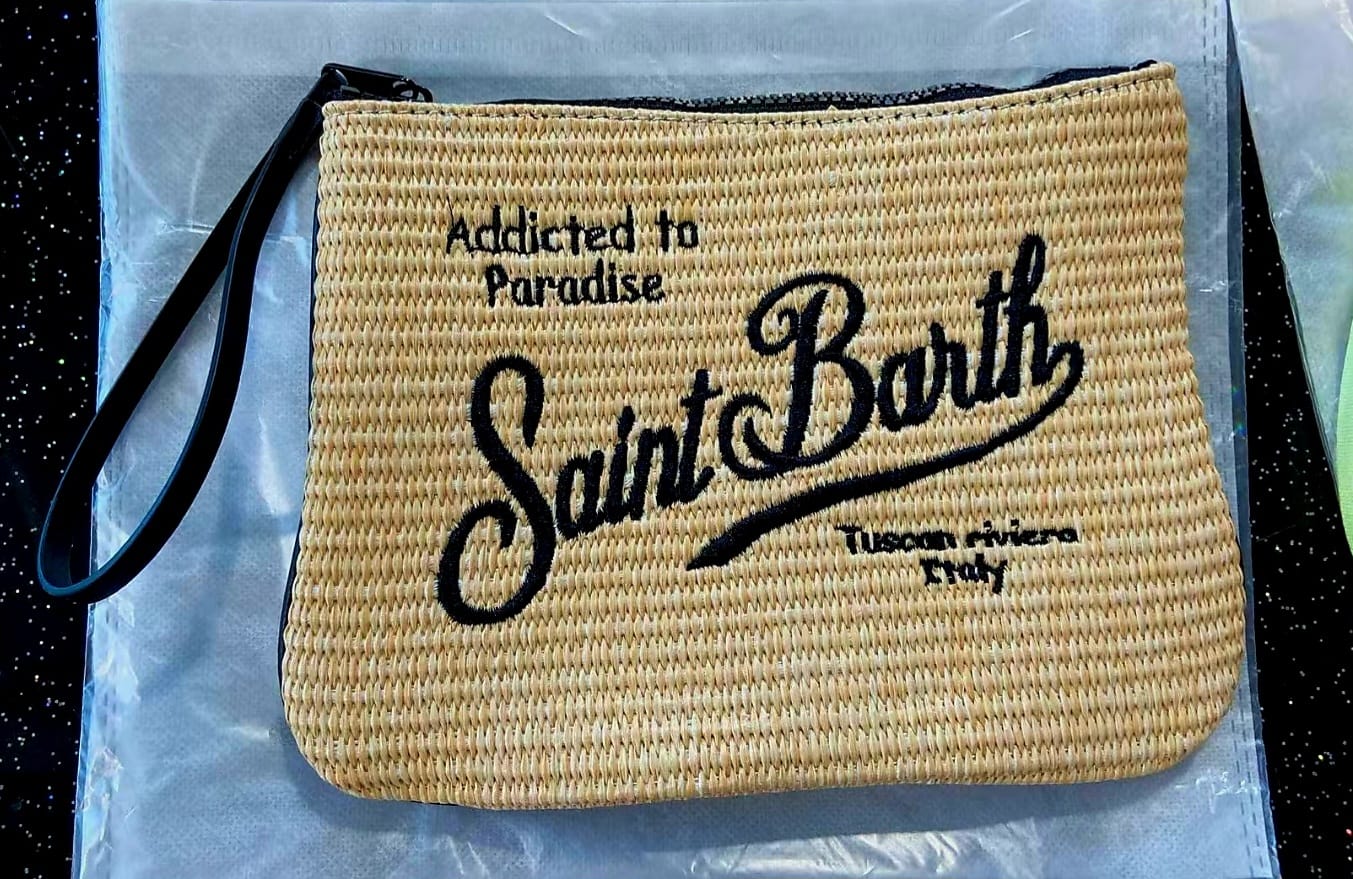 Addicted to
Paradise
Saint Barth
Tuscan riviera
Italy